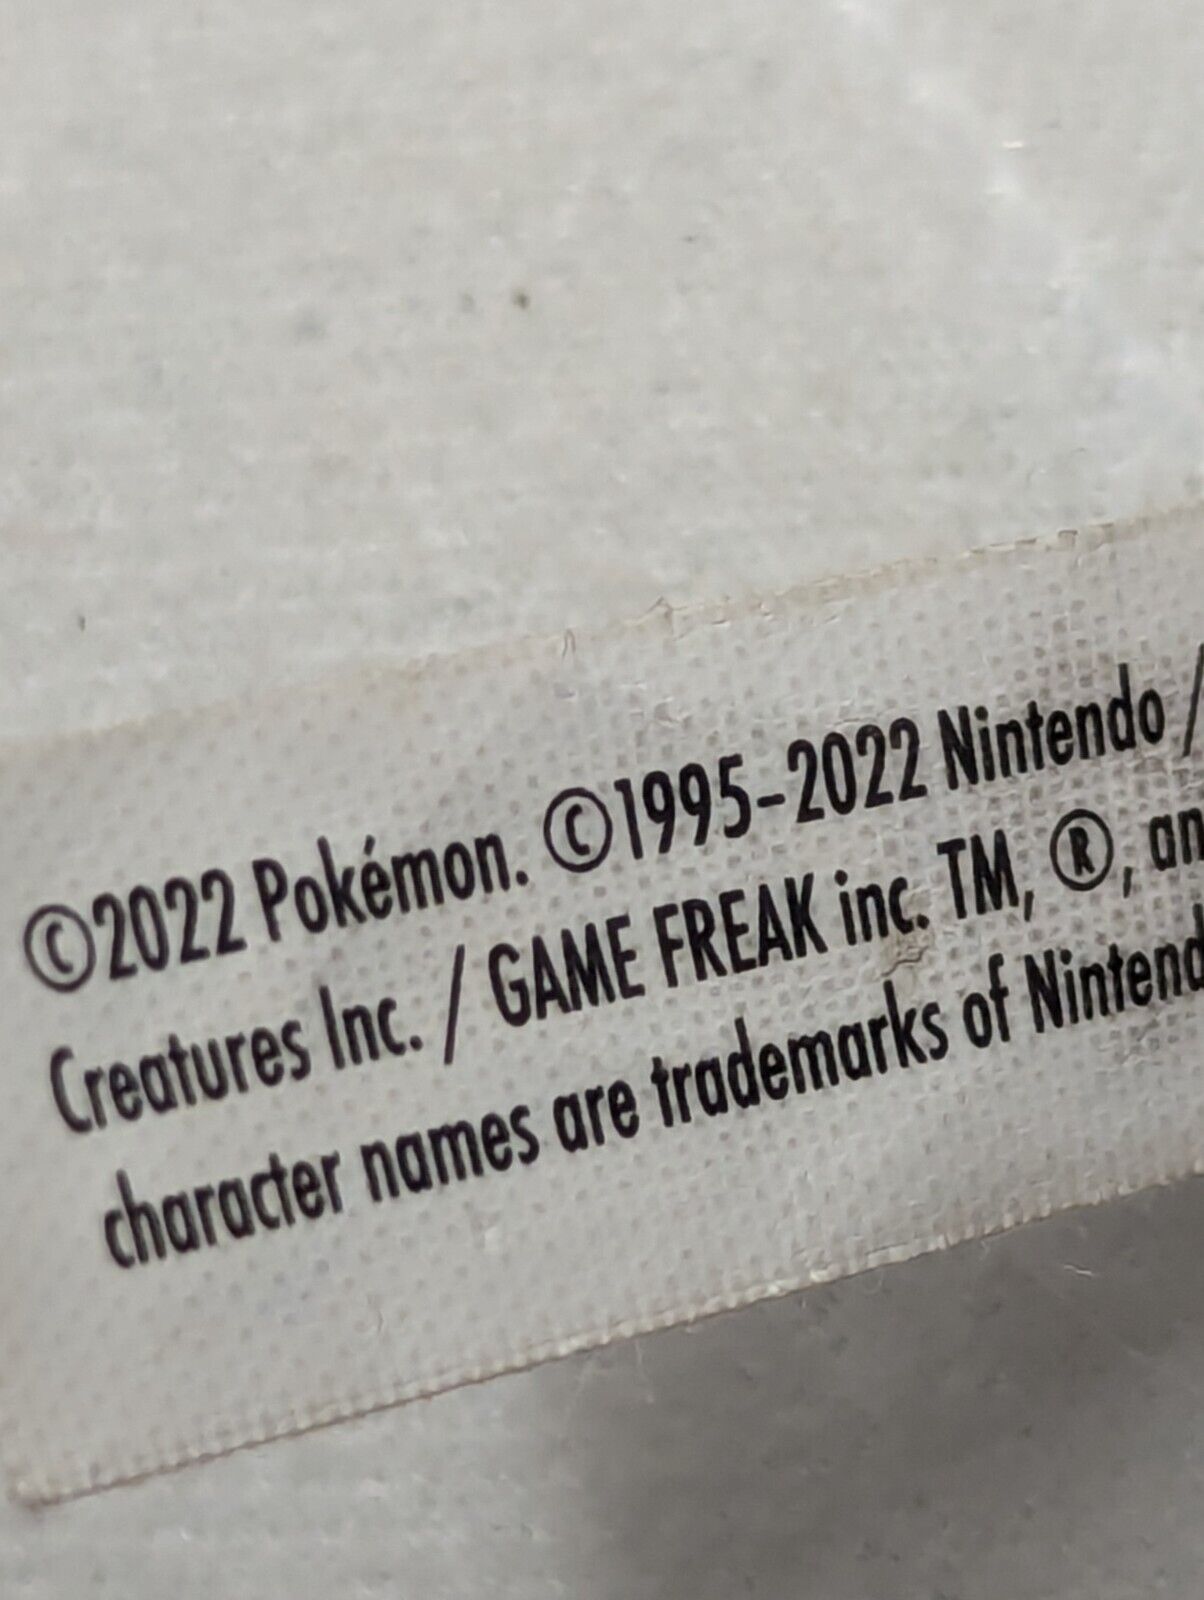 ©2022 Pokémon. ©1995-2022 Nintendo /
Creatures Inc. / GAME FREAK inc. TM, ®, an
character names are trademarks of Nintend